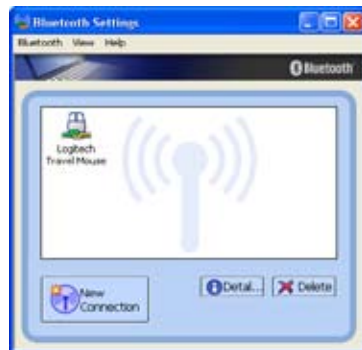 Bluetooth Settings
Bluetooth View Help
Bluetooth
Logitech
Travel Mouse
New
Connection
Detail... Delete